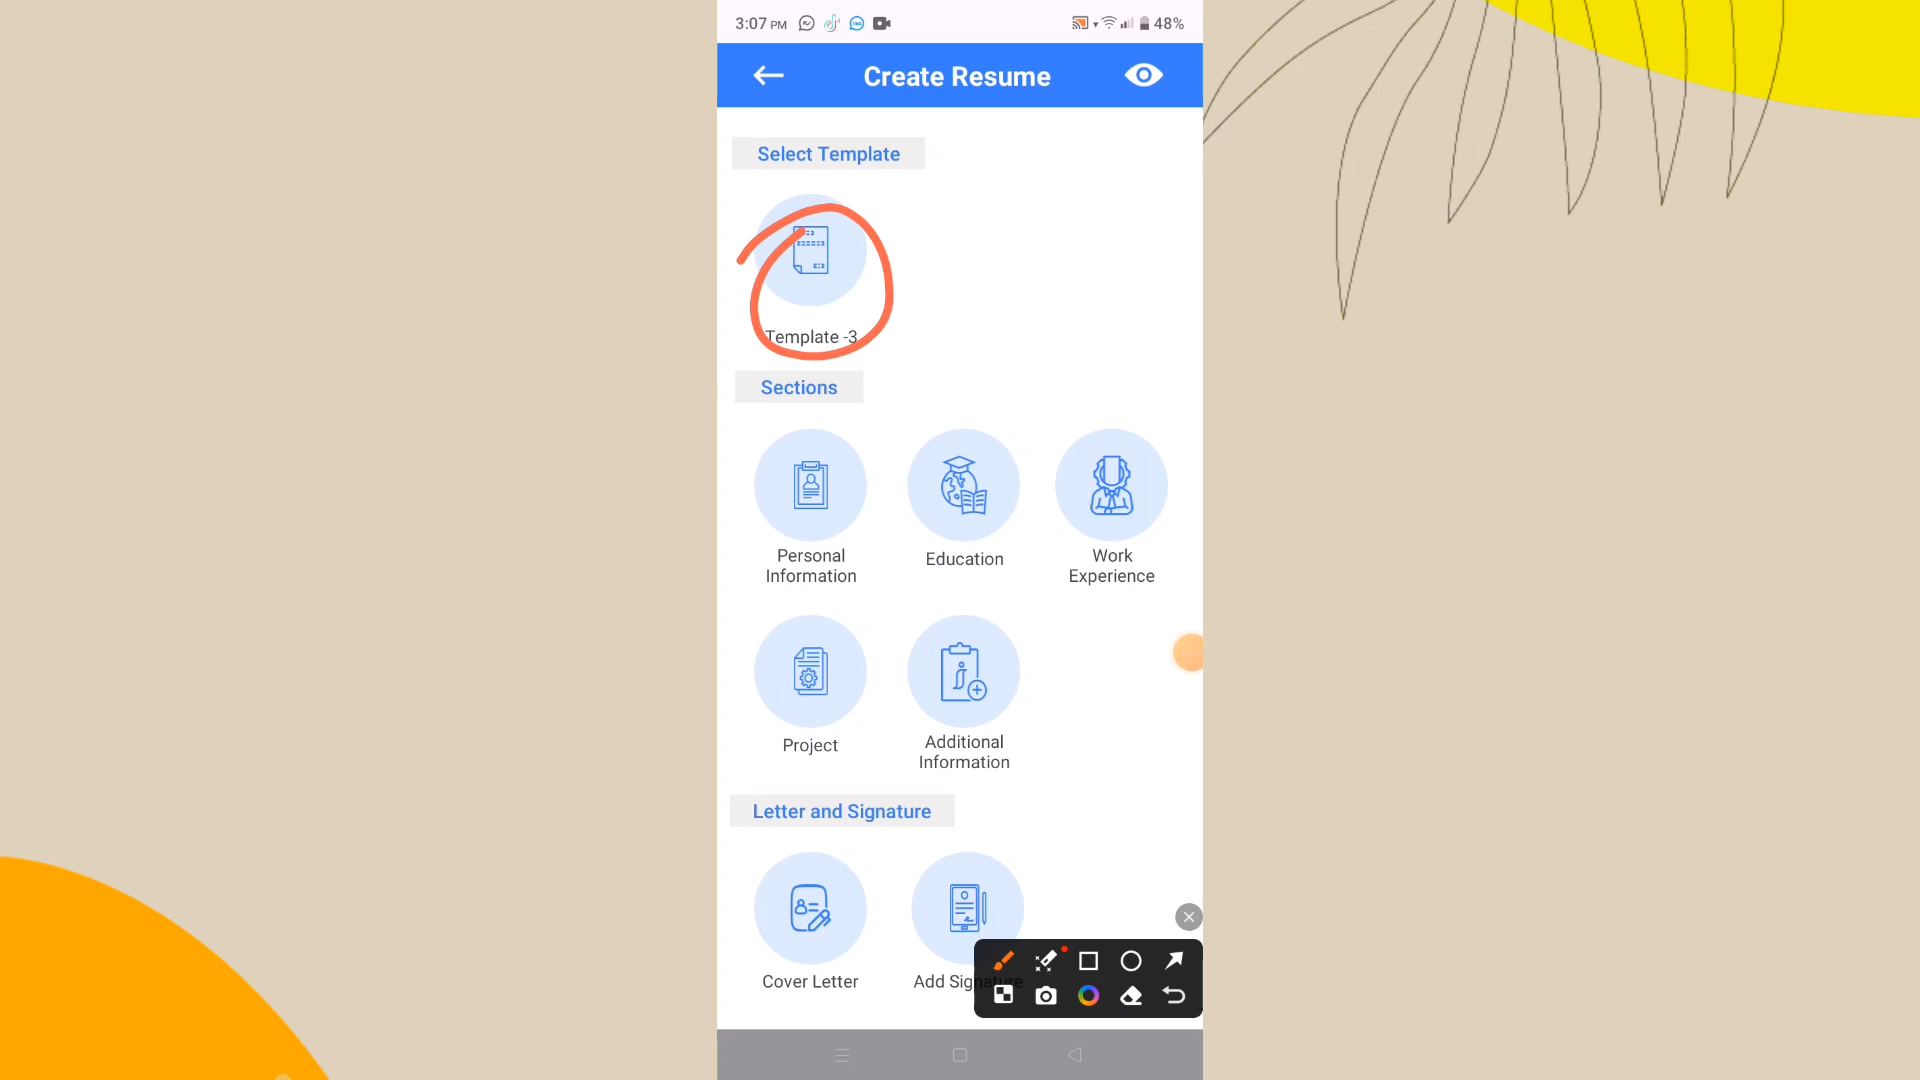 3:07 PM
48%
Create Resume
Select Template
Template -3
Sections
Personal
Information
Education
Work
Experience
Project
Additional
Information
Letter and Signature
Cover Letter
Add Signature